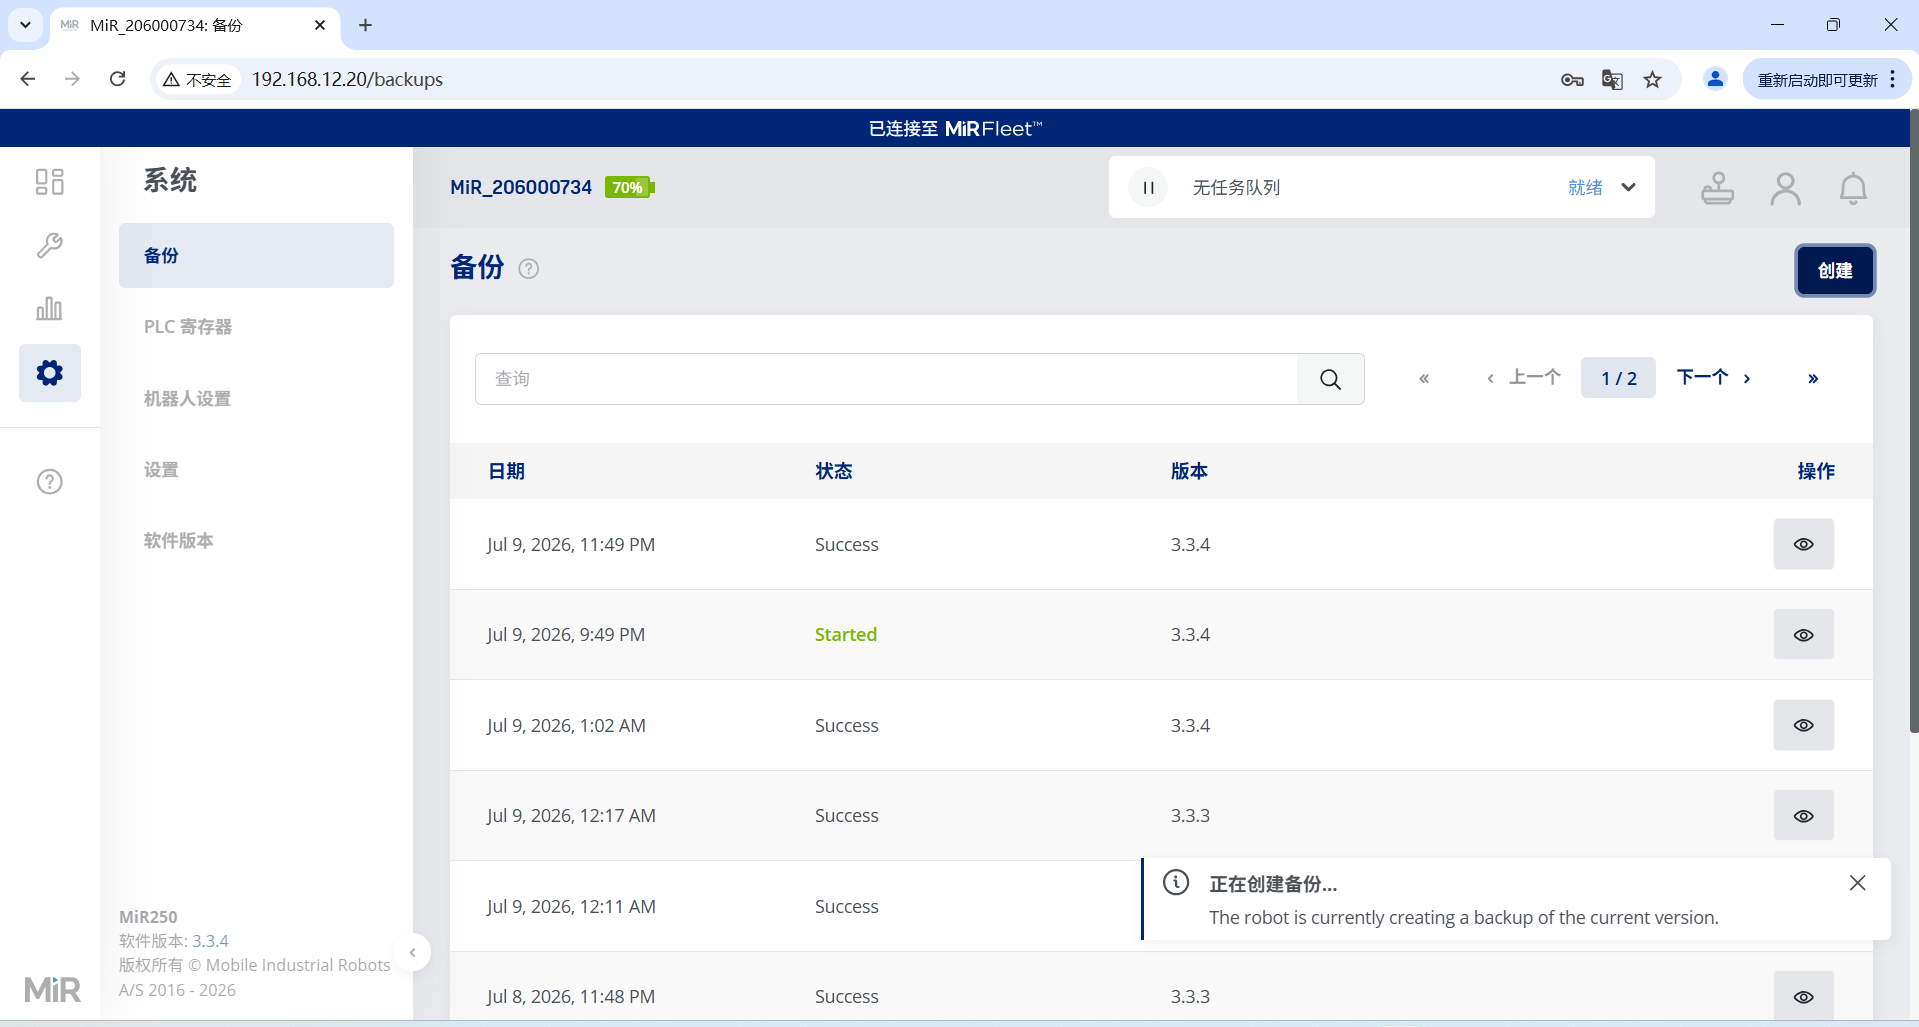 MiR_206000734: 备份
不安全
192.168.12.20/backups
重新启动即可更新
已连接至 MiR Fleet™
系统
备份
PLC 寄存器
机器人设置
设置
软件版本
MiR250
软件版本: 3.3.4
版权所有 © Mobile Industrial Robots
A/S 2016 - 2026
MiR
MiR_206000734
70%
无任务队列
就绪
备份
创建
查询
« ‹ 上一个 1 / 2 下一个 › »
日期 状态 版本 操作
Jul 9, 2026, 11:49 PM Success 3.3.4
Jul 9, 2026, 9:49 PM Started 3.3.4
Jul 9, 2026, 1:02 AM Success 3.3.4
Jul 9, 2026, 12:17 AM Success 3.3.3
Jul 9, 2026, 12:11 AM Success
Jul 8, 2026, 11:48 PM Success 3.3.3
正在创建备份...
The robot is currently creating a backup of the current version.